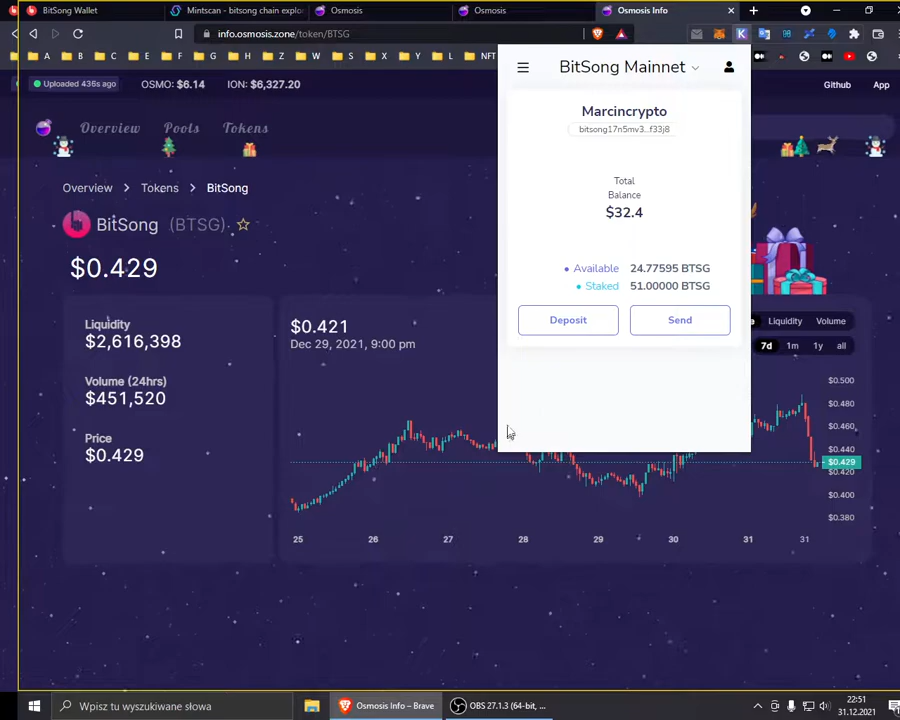 BitSong Wallet
Mintscan - bitsong chain explo
Osmosis
Osmosis
Osmosis Info
info.osmosis.zone/token/BTSG
A
B
C
E
F
G
H
Z
I
S
X
Y
L
NFT
Uploaded 436s ago
OSMO: $6.14
ION: $6,327.20
Github
App
Overview
Pools
Tokens
Overview
Tokens
BitSong
BitSong (BTSG)
$0.429
Liquidity
$2,616,398
Volume (24hrs)
$451,520
Price
$0.429
$0.421
Dec 29, 2021, 9:00 pm
BitSong Mainnet
Marcincrypto
bitsong17n5mv3...f33j8
Total
Balance
$32.4
Available 24.77595 BTSG
Staked 51.00000 BTSG
Deposit
Send
Liquidity
Volume
7d
1m
1y
all
$0.500
$0.480
$0.460
$0.440
$0.429
$0.400
$0.380
25
26
27
28
29
30
31
31
Wpisz tu wyszukiwane słowa
Osmosis Info – Brave
OBS 27.1.3 (64-bit, ...
22:51
31.12.2021